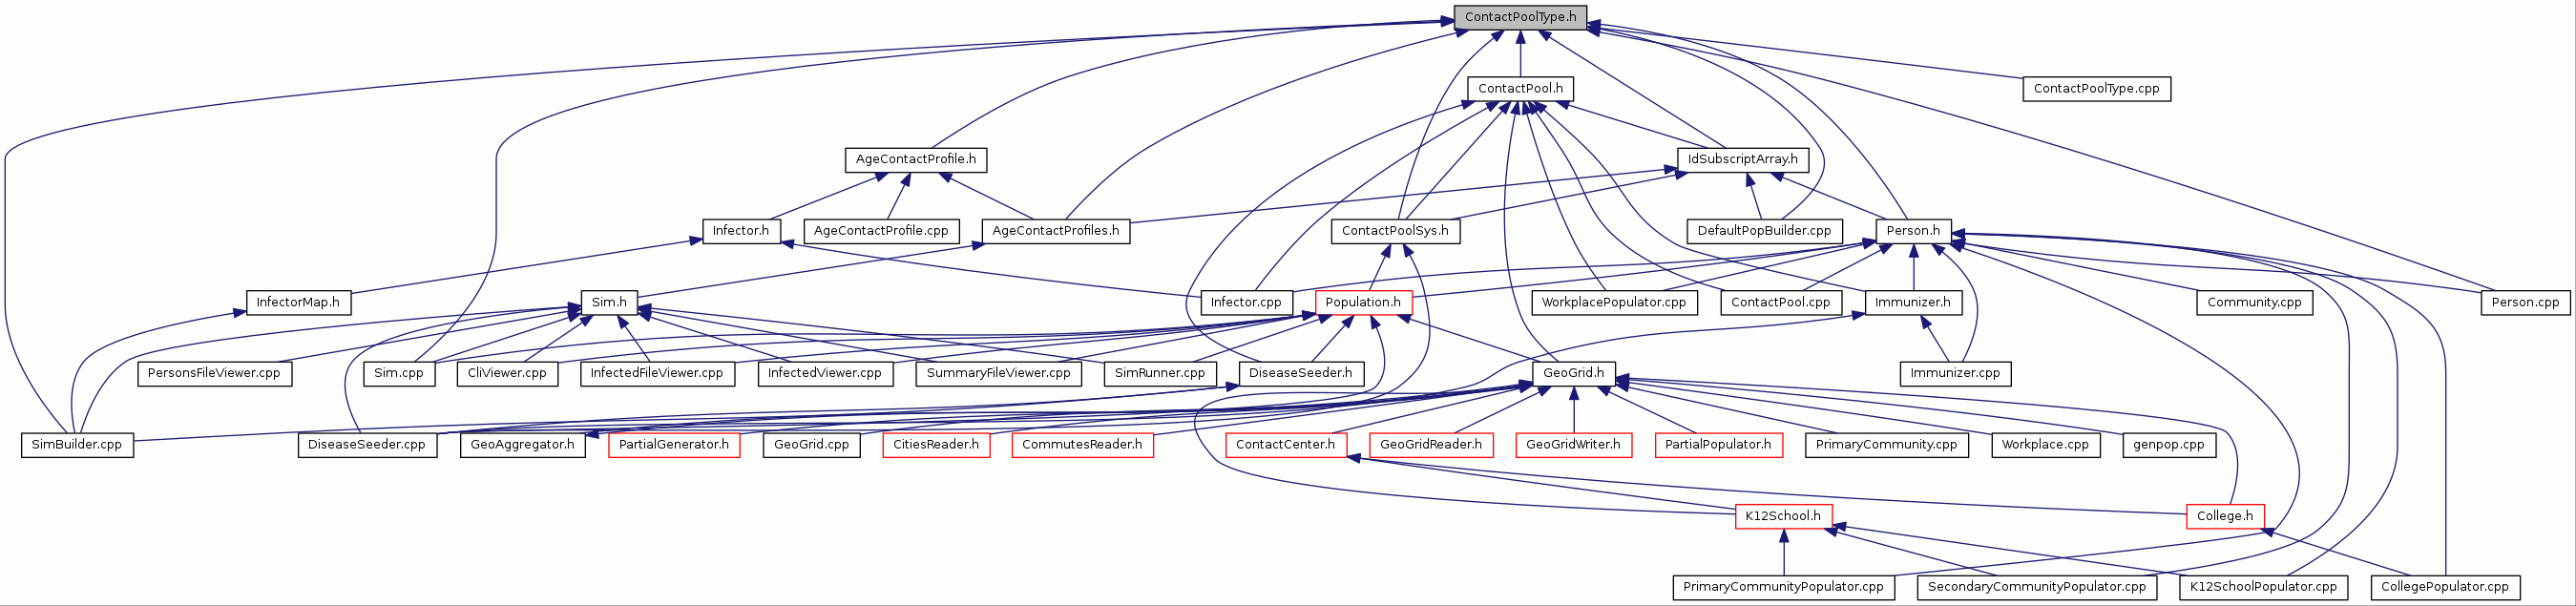 ContactPoolType.h
ContactPool.h
ContactPoolType.cpp
AgeContactProfile.h
IdSubscriptArray.h
Infector.h
AgeContactProfile.cpp
AgeContactProfiles.h
ContactPoolSys.h
DefaultPopBuilder.cpp
Person.h
InfectorMap.h
Sim.h
Infector.cpp
Population.h
WorkplacePopulator.cpp
ContactPool.cpp
Immunizer.h
Community.cpp
Person.cpp
PersonsFileViewer.cpp
Sim.cpp
CliViewer.cpp
InfectedFileViewer.cpp
InfectedViewer.cpp
SummaryFileViewer.cpp
SimRunner.cpp
DiseaseSeeder.h
GeoGrid.h
Immunizer.cpp
SimBuilder.cpp
DiseaseSeeder.cpp
GeoAggregator.h
PartialGenerator.h
GeoGrid.cpp
CitiesReader.h
CommutesReader.h
ContactCenter.h
GeoGridReader.h
GeoGridWriter.h
PartialPopulator.h
PrimaryCommunity.cpp
Workplace.cpp
genpop.cpp
K12School.h
College.h
PrimaryCommunityPopulator.cpp
SecondaryCommunityPopulator.cpp
K12SchoolPopulator.cpp
CollegePopulator.cpp